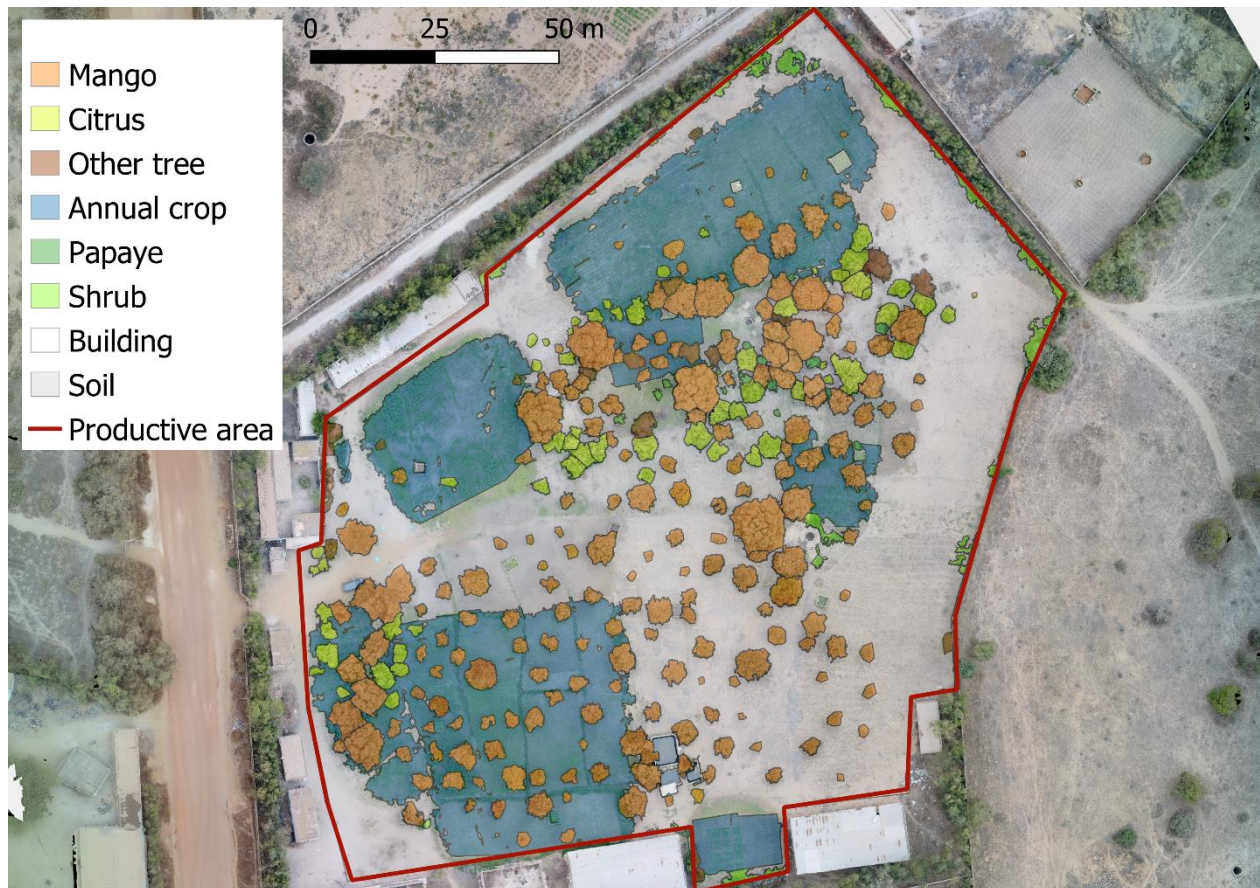 0 25 50 m
Mango
Citrus
Other tree
Annual crop
Papaye
Shrub
Building
Soil
Productive area